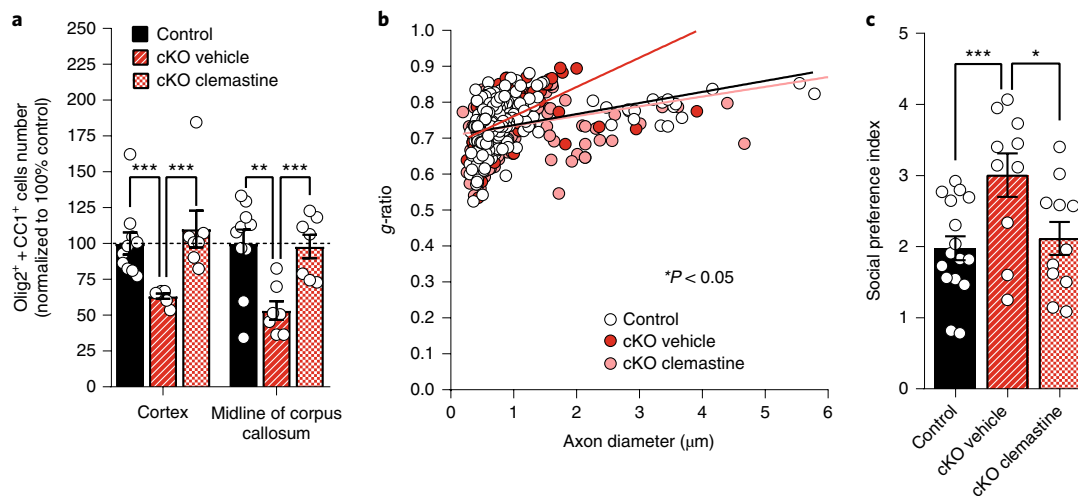 a
Olig2+ + CC1+ cells number
(normalized to 100% control)
250
225
200
175
150
125
100
75
50
25
0
Control
cKO vehicle
cKO clemastine
***
***
**
***
Cortex
Midline of corpus
callosum
b
g-ratio
1.0
0.9
0.8
0.7
0.6
0.5
0.4
0.3
0.2
0.1
0.0
*P < 0.05
Control
cKO vehicle
cKO clemastine
0
1
2
3
4
5
6
Axon diameter (μm)
c
Social preference index
5
4
3
2
1
0
***
*
Control
cKO vehicle
cKO clemastine